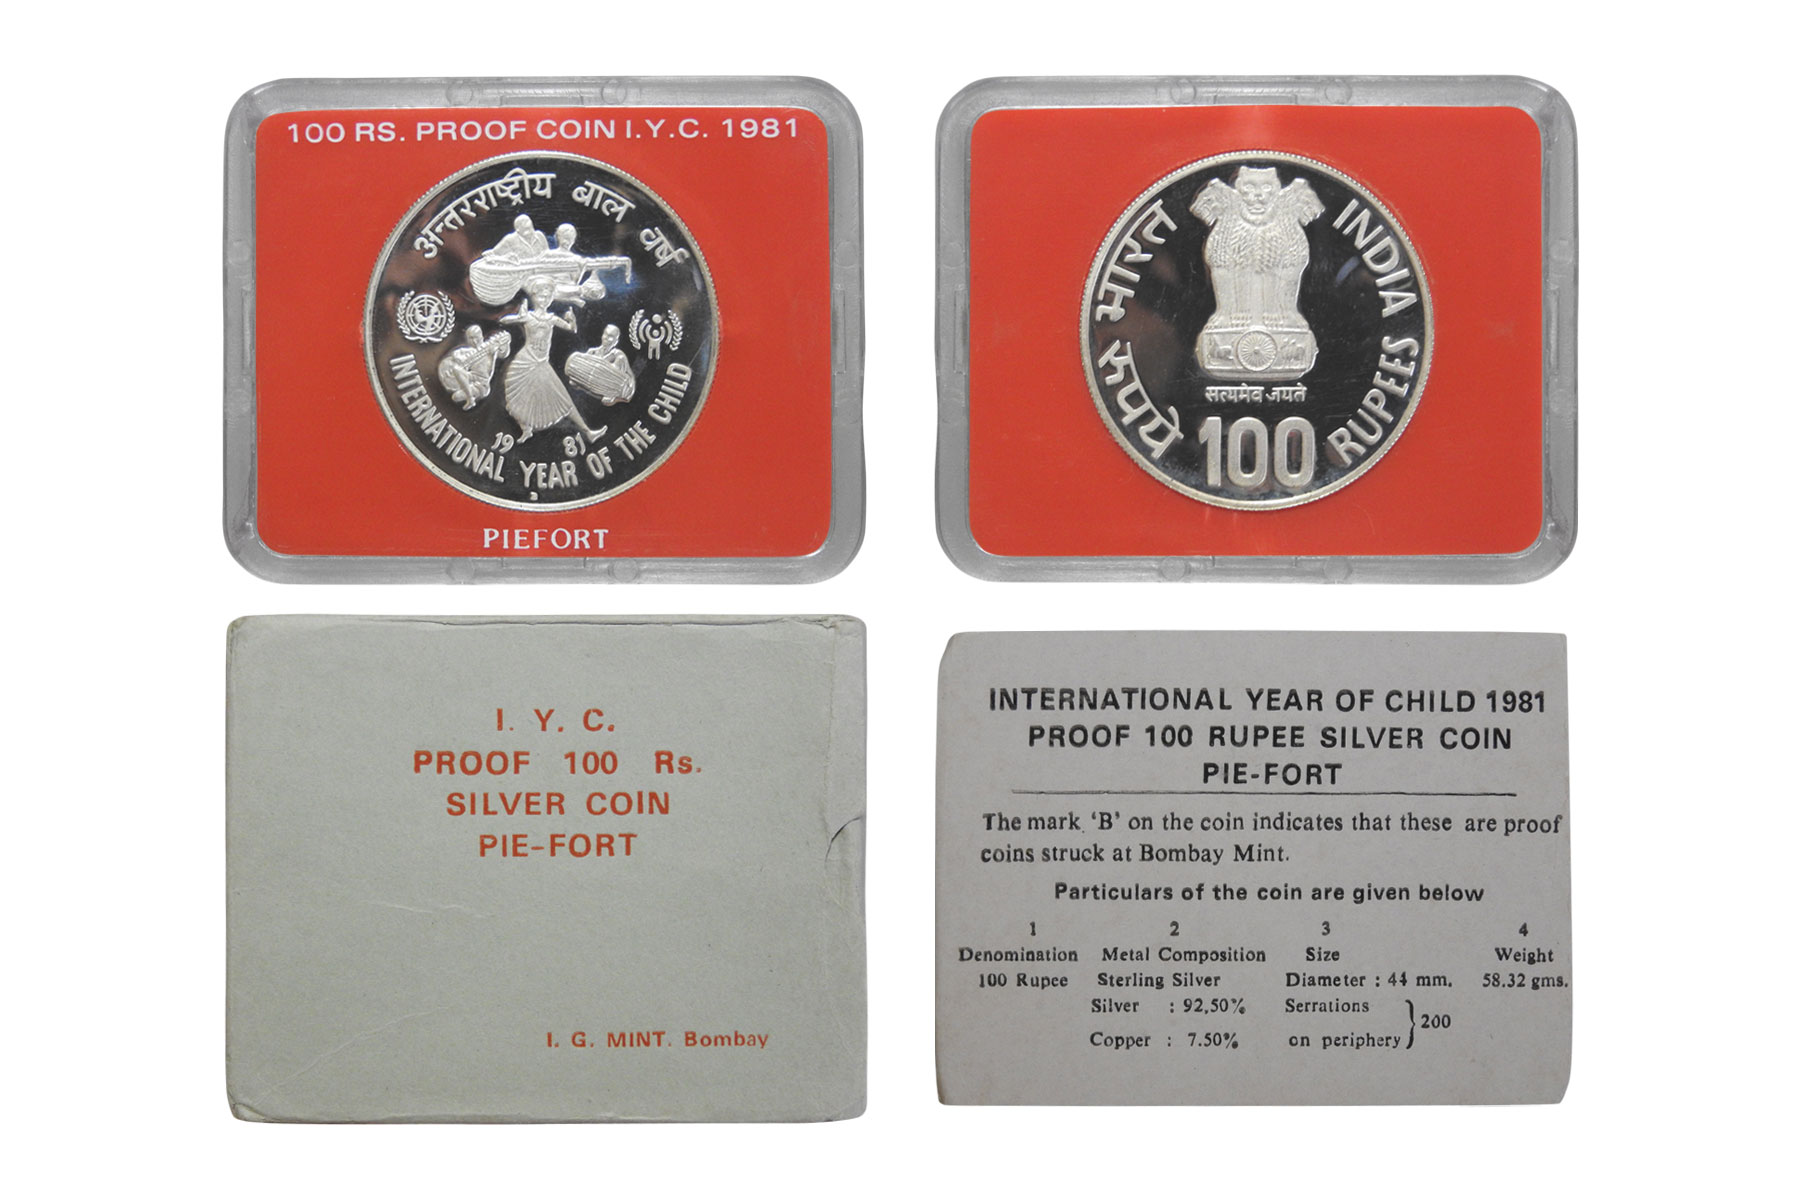 100 RS. PROOF COIN I.Y.C. 1981
अन्तरराष्ट्रीय बाल वर्ष
19 81
INTERNATIONAL YEAR OF THE CHILD
B
PIEFORT
भारत
INDIA
रुपये
RUPEES
सत्यमेव जयते
100
I. Y. C.
PROOF 100 Rs.
SILVER COIN
PIE-FORT
I. G. MINT. Bombay
INTERNATIONAL YEAR OF CHILD 1981
PROOF 100 RUPEE SILVER COIN
PIE-FORT
The mark 'B' on the coin indicates that these are proof
coins struck at Bombay Mint.
Particulars of the coin are given below
1 2 3 4
Denomination Metal Composition Size Weight
100 Rupee Sterling Silver Diameter : 44 mm. 58.32 gms.
Silver : 92,50% Serrations
200
Copper : 7.50% on periphery